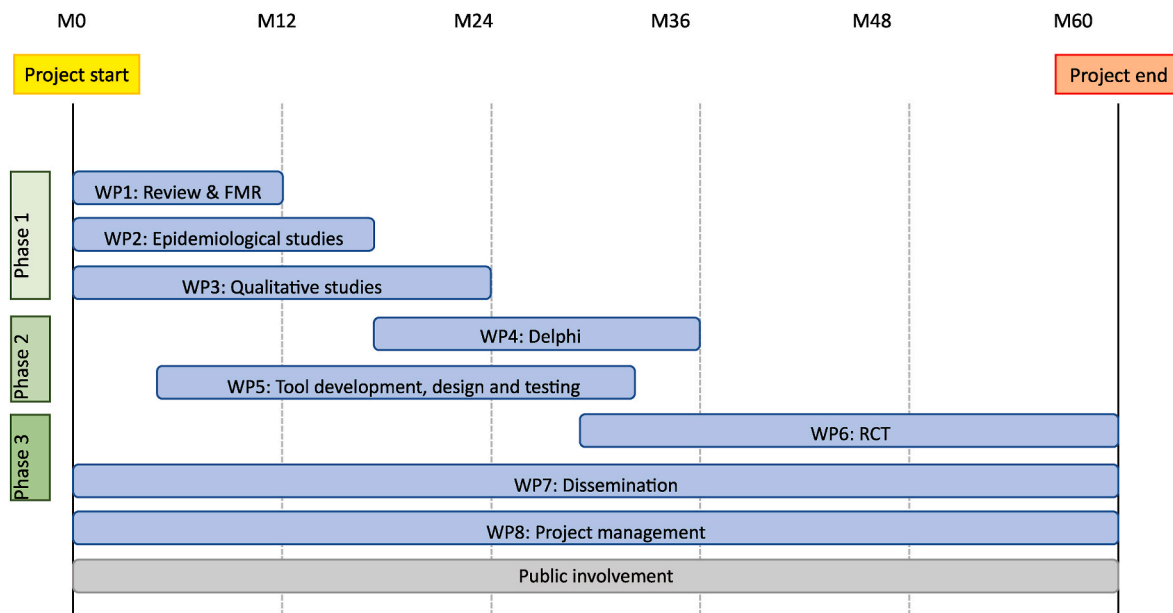 M0 M12 M24 M36 M48 M60
Project start
Project end
Phase 1
WP1: Review & FMR
WP2: Epidemiological studies
WP3: Qualitative studies
Phase 2
WP4: Delphi
WP5: Tool development, design and testing
Phase 3
WP6: RCT
WP7: Dissemination
WP8: Project management
Public involvement